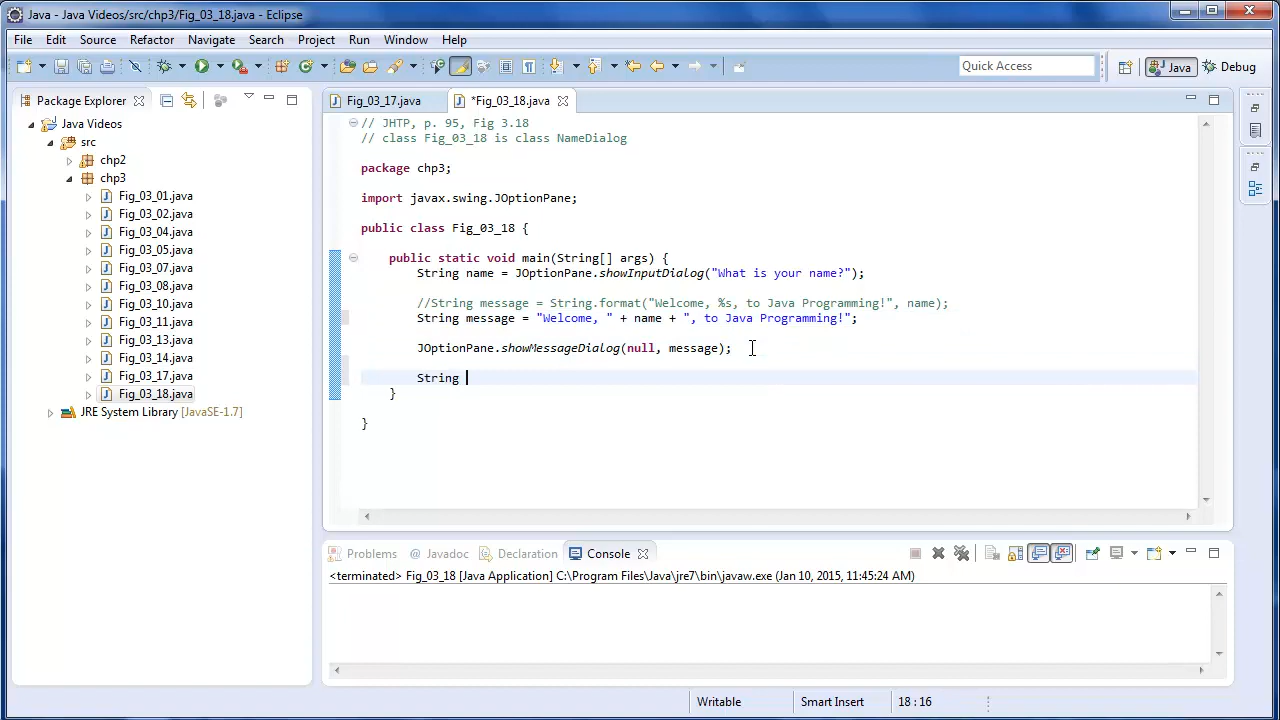 Java - Java Videos/src/chp3/Fig_03_18.java - Eclipse
File Edit Source Refactor Navigate Search Project Run Window Help
Quick Access
Java
Debug
Package Explorer
Java Videos
src
chp2
chp3
Fig_03_01.java
Fig_03_02.java
Fig_03_04.java
Fig_03_05.java
Fig_03_07.java
Fig_03_08.java
Fig_03_10.java
Fig_03_11.java
Fig_03_13.java
Fig_03_14.java
Fig_03_17.java
Fig_03_18.java
JRE System Library [JavaSE-1.7]
Fig_03_17.java
*Fig_03_18.java
// JHTP, p. 95, Fig 3.18
// class Fig_03_18 is class NameDialog
package chp3;
import javax.swing.JOptionPane;
public class Fig_03_18 {
public static void main(String[] args) {
String name = JOptionPane.showInputDialog("What is your name?");
//String message = String.format("Welcome, %s, to Java Programming!", name);
String message = "Welcome, " + name + ", to Java Programming!";
JOptionPane.showMessageDialog(null, message);
String
}
}
Problems @ Javadoc Declaration Console
<terminated> Fig_03_18 [Java Application] C:\Program Files\Java\jre7\bin\javaw.exe (Jan 10, 2015, 11:45:24 AM)
Writable
Smart Insert
18 : 16